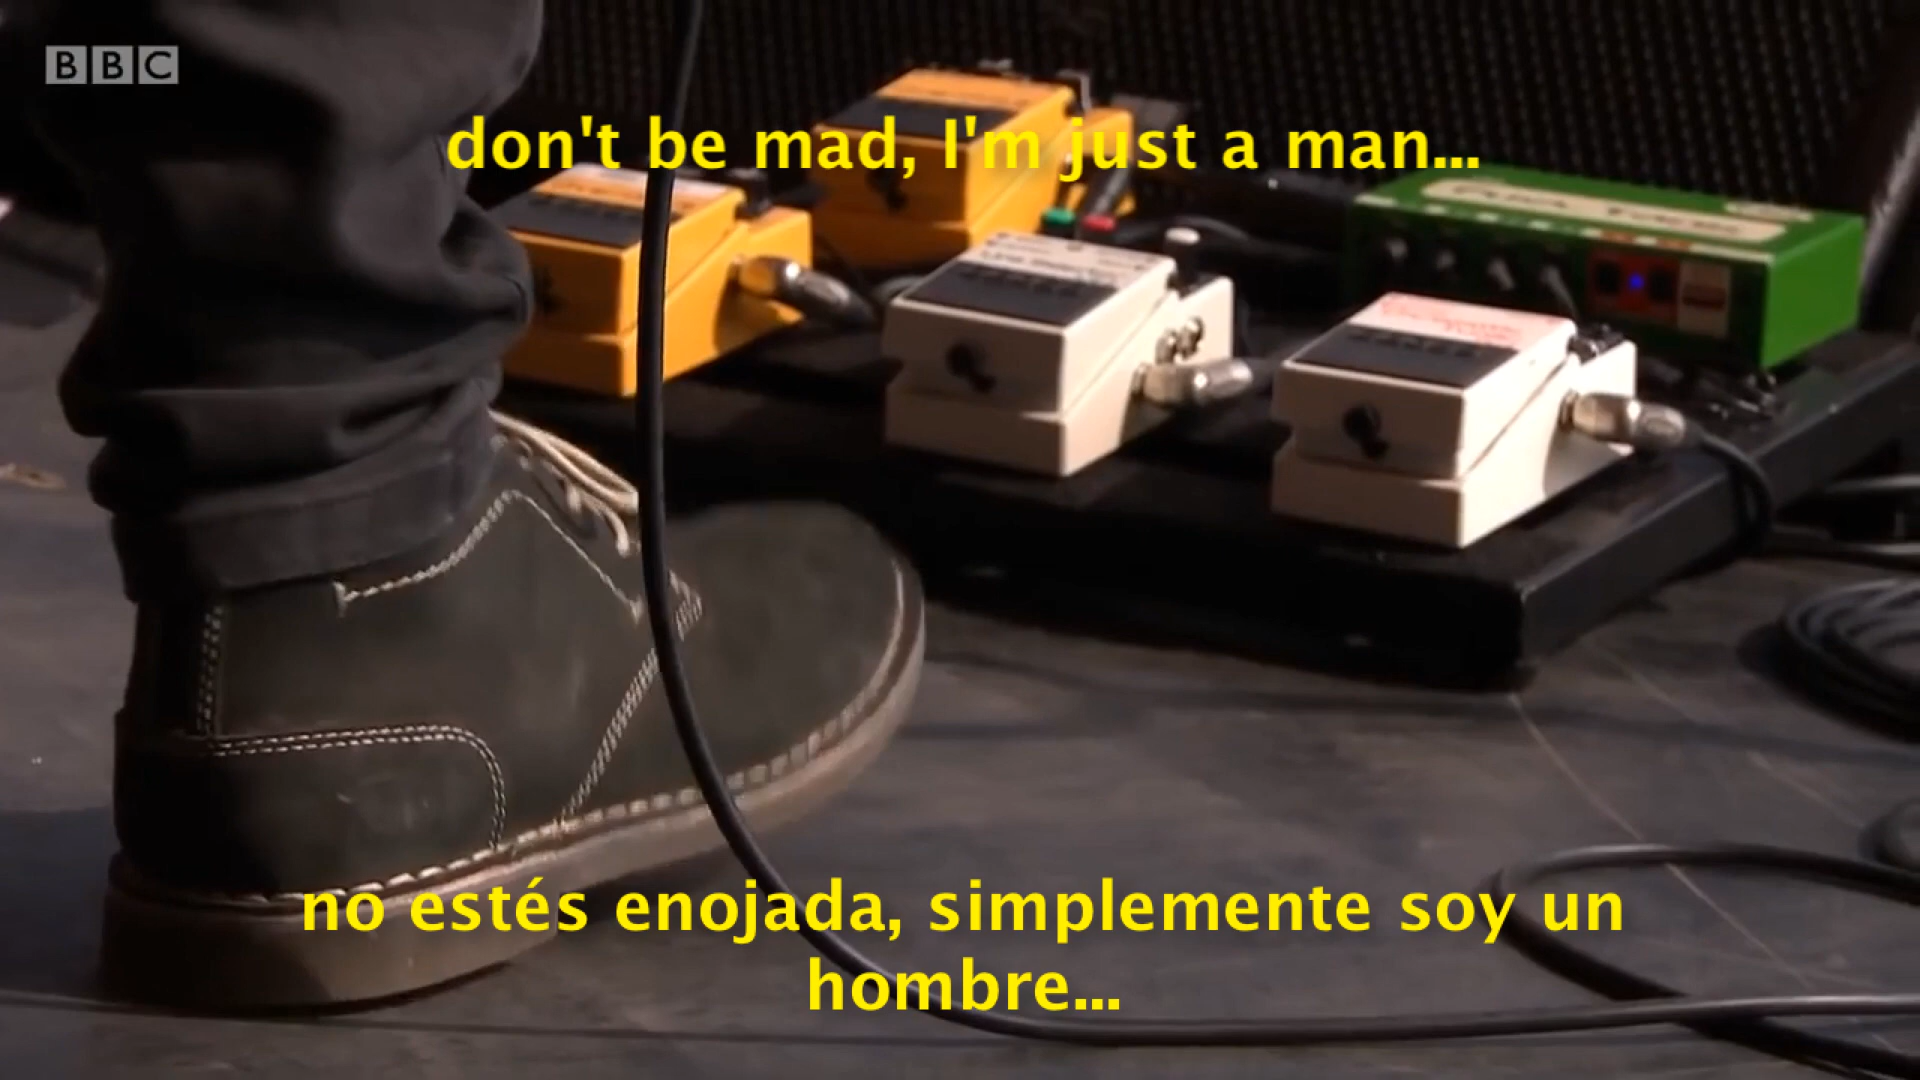 BBC
don't be mad, I'm just a man...
no estés enojada, simplemente soy un
hombre...